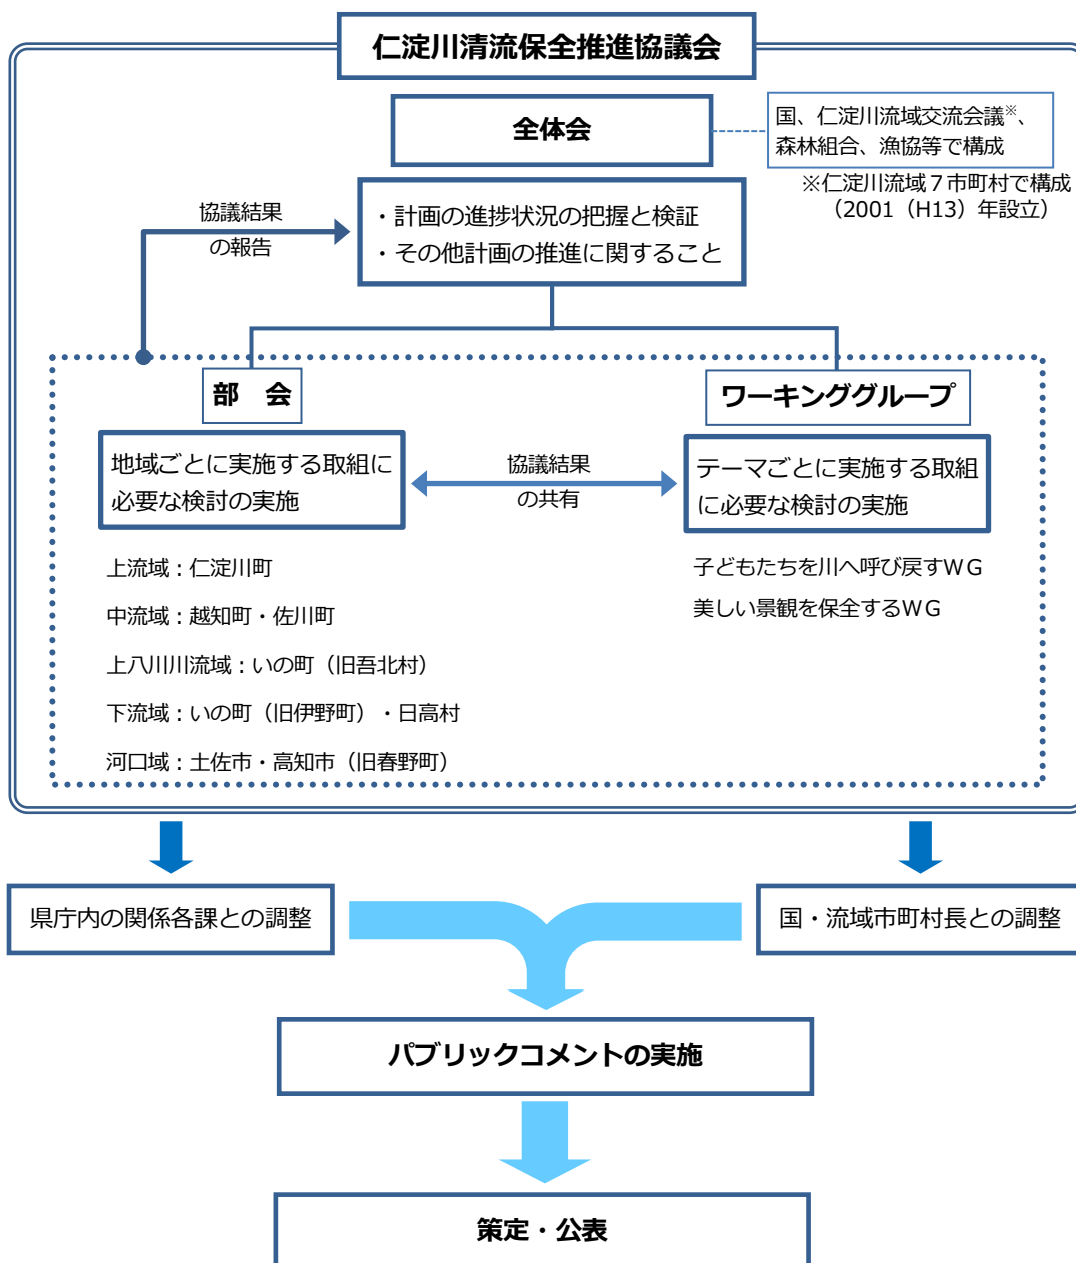 仁淀川清流保全推進協議会
全体会
国、仁淀川流域交流会議※、
森林組合、漁協等で構成
※仁淀川流域７市町村で構成
（2001（H13）年設立）
協議結果
の報告
・計画の進捗状況の把握と検証
・その他計画の推進に関すること
部　会
ワーキンググループ
地域ごとに実施する取組に
必要な検討の実施
協議結果
の共有
テーマごとに実施する取組
に必要な検討の実施
上流域：仁淀川町
中流域：越知町・佐川町
上八川川流域：いの町（旧吾北村）
下流域：いの町（旧伊野町）・日高村
河口域：土佐市・高知市（旧春野町）
子どもたちを川へ呼び戻すＷＧ
美しい景観を保全するＷＧ
県庁内の関係各課との調整
国・流域市町村長との調整
パブリックコメントの実施
策定・公表